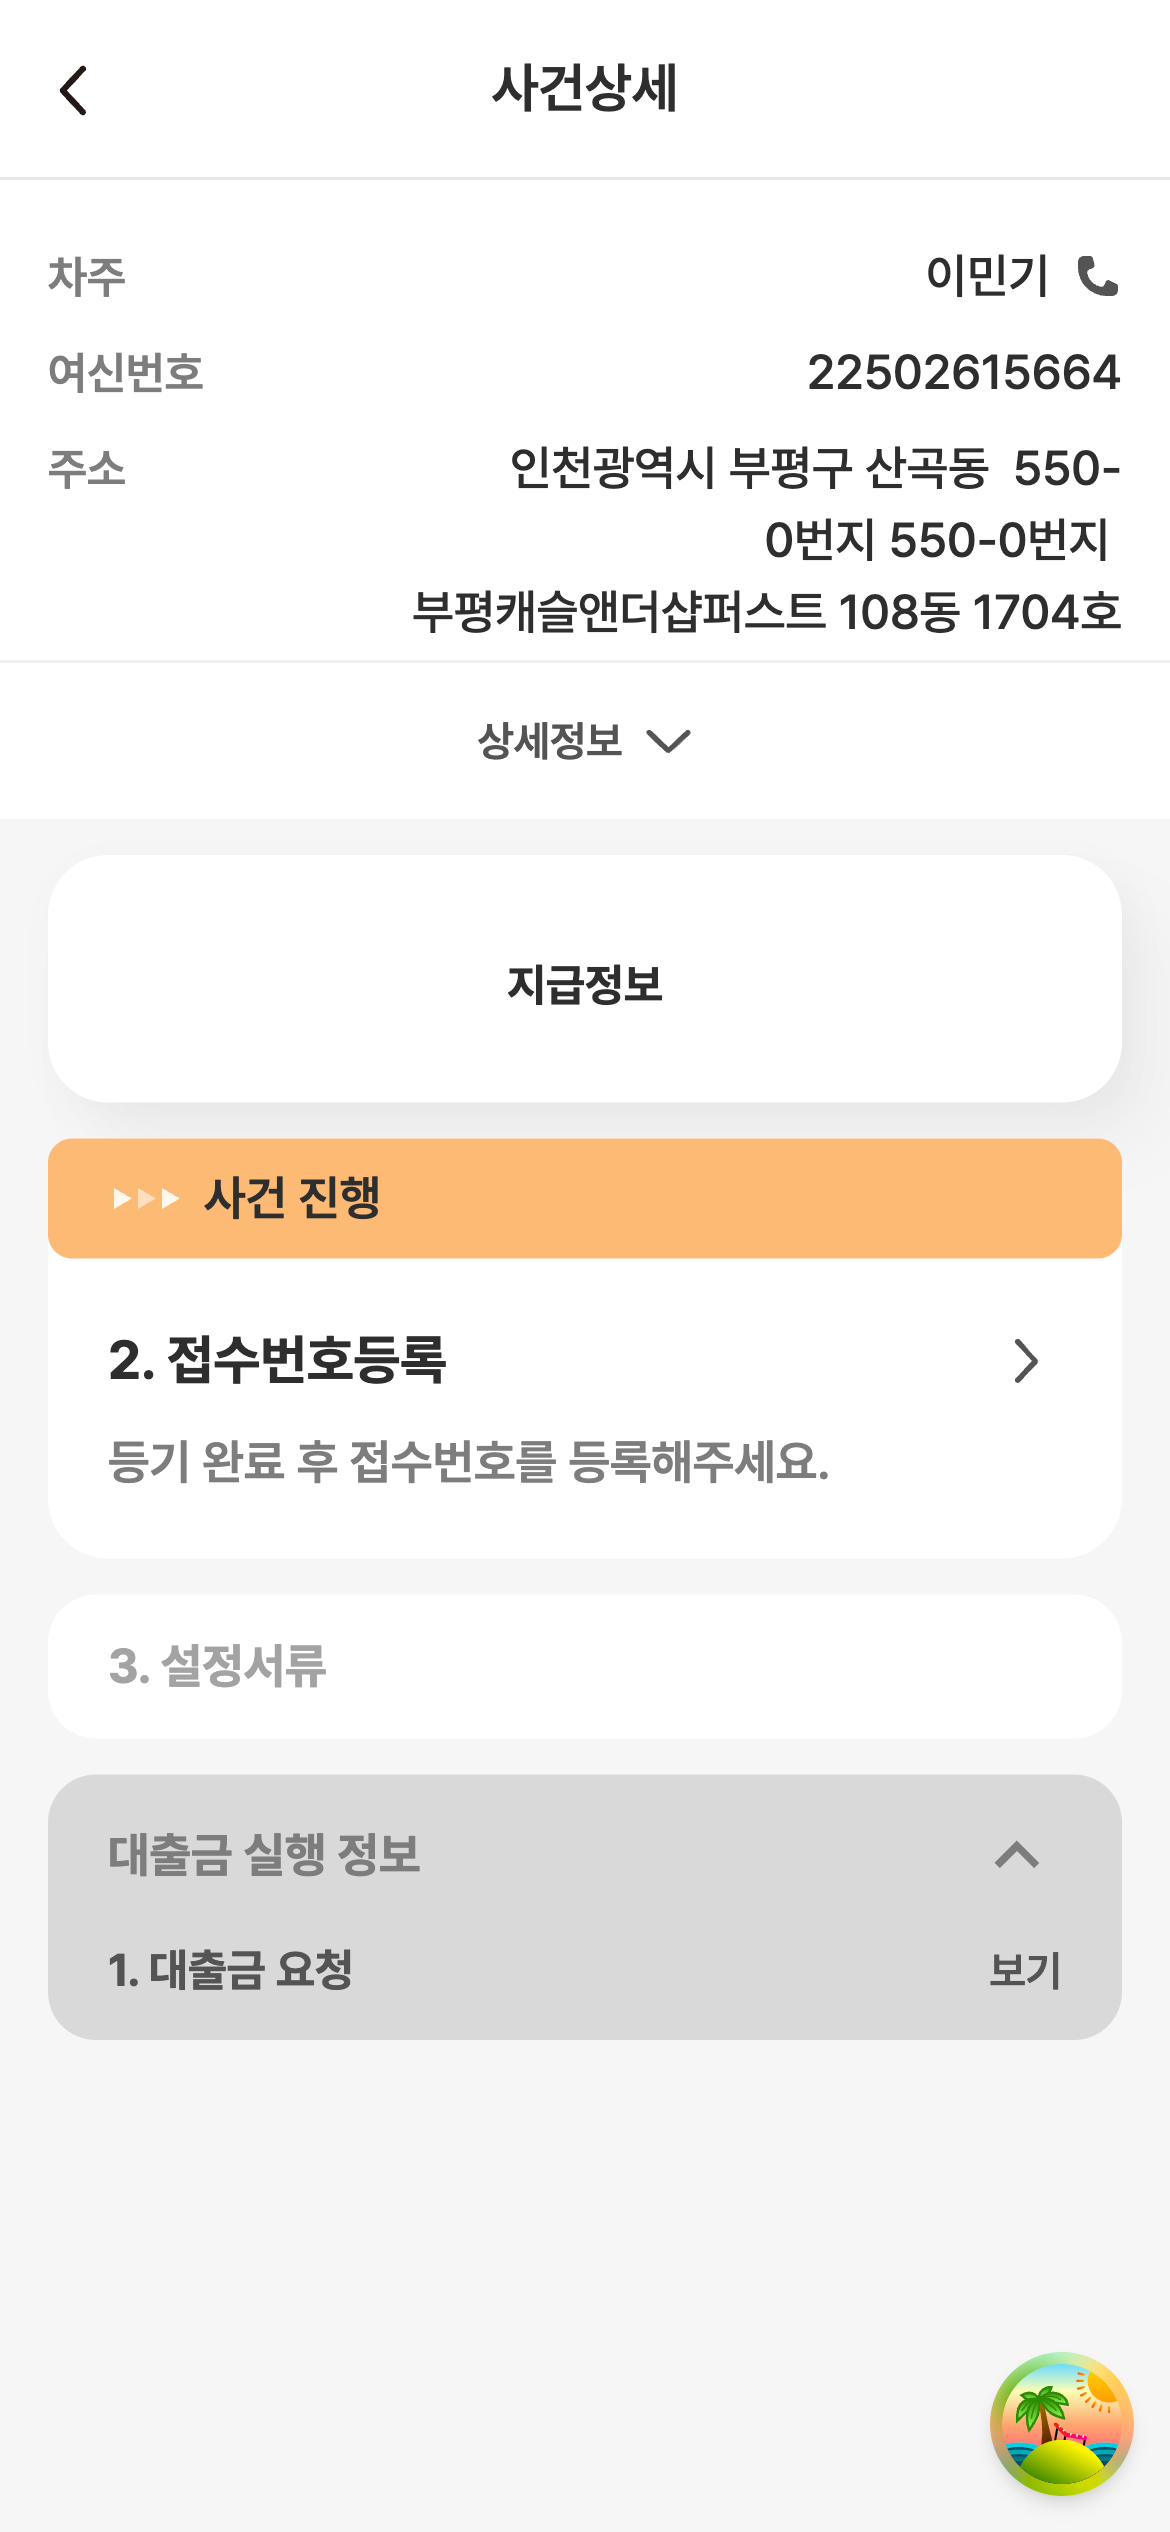 사건상세
차주
이민기
여신번호
22502615664
주소
인천광역시 부평구 산곡동  550-
0번지 550-0번지
부평캐슬앤더샵퍼스트 108동 1704호
상세정보
지급정보
사건 진행
2. 접수번호등록
등기 완료 후 접수번호를 등록해주세요.
3. 설정서류
대출금 실행 정보
1. 대출금 요청
보기